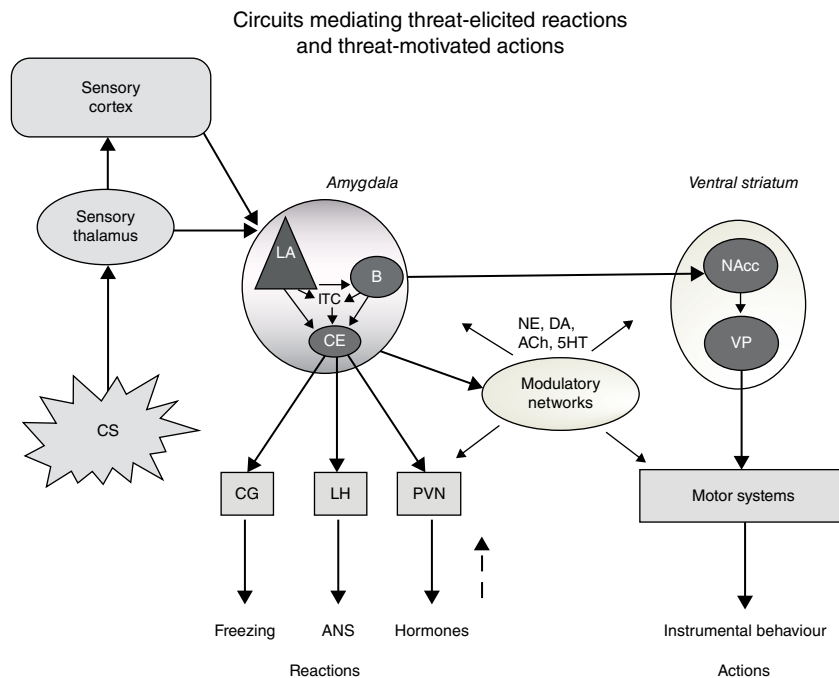 Circuits mediating threat-elicited reactions
and threat-motivated actions
Sensory
cortex
Amygdala
Ventral striatum
Sensory
thalamus
LA
B
ITC
CE
NAcc
VP
NE, DA,
ACh, 5HT
Modulatory
networks
CS
CG
LH
PVN
Motor systems
Freezing
ANS
Hormones
Instrumental behaviour
Reactions
Actions